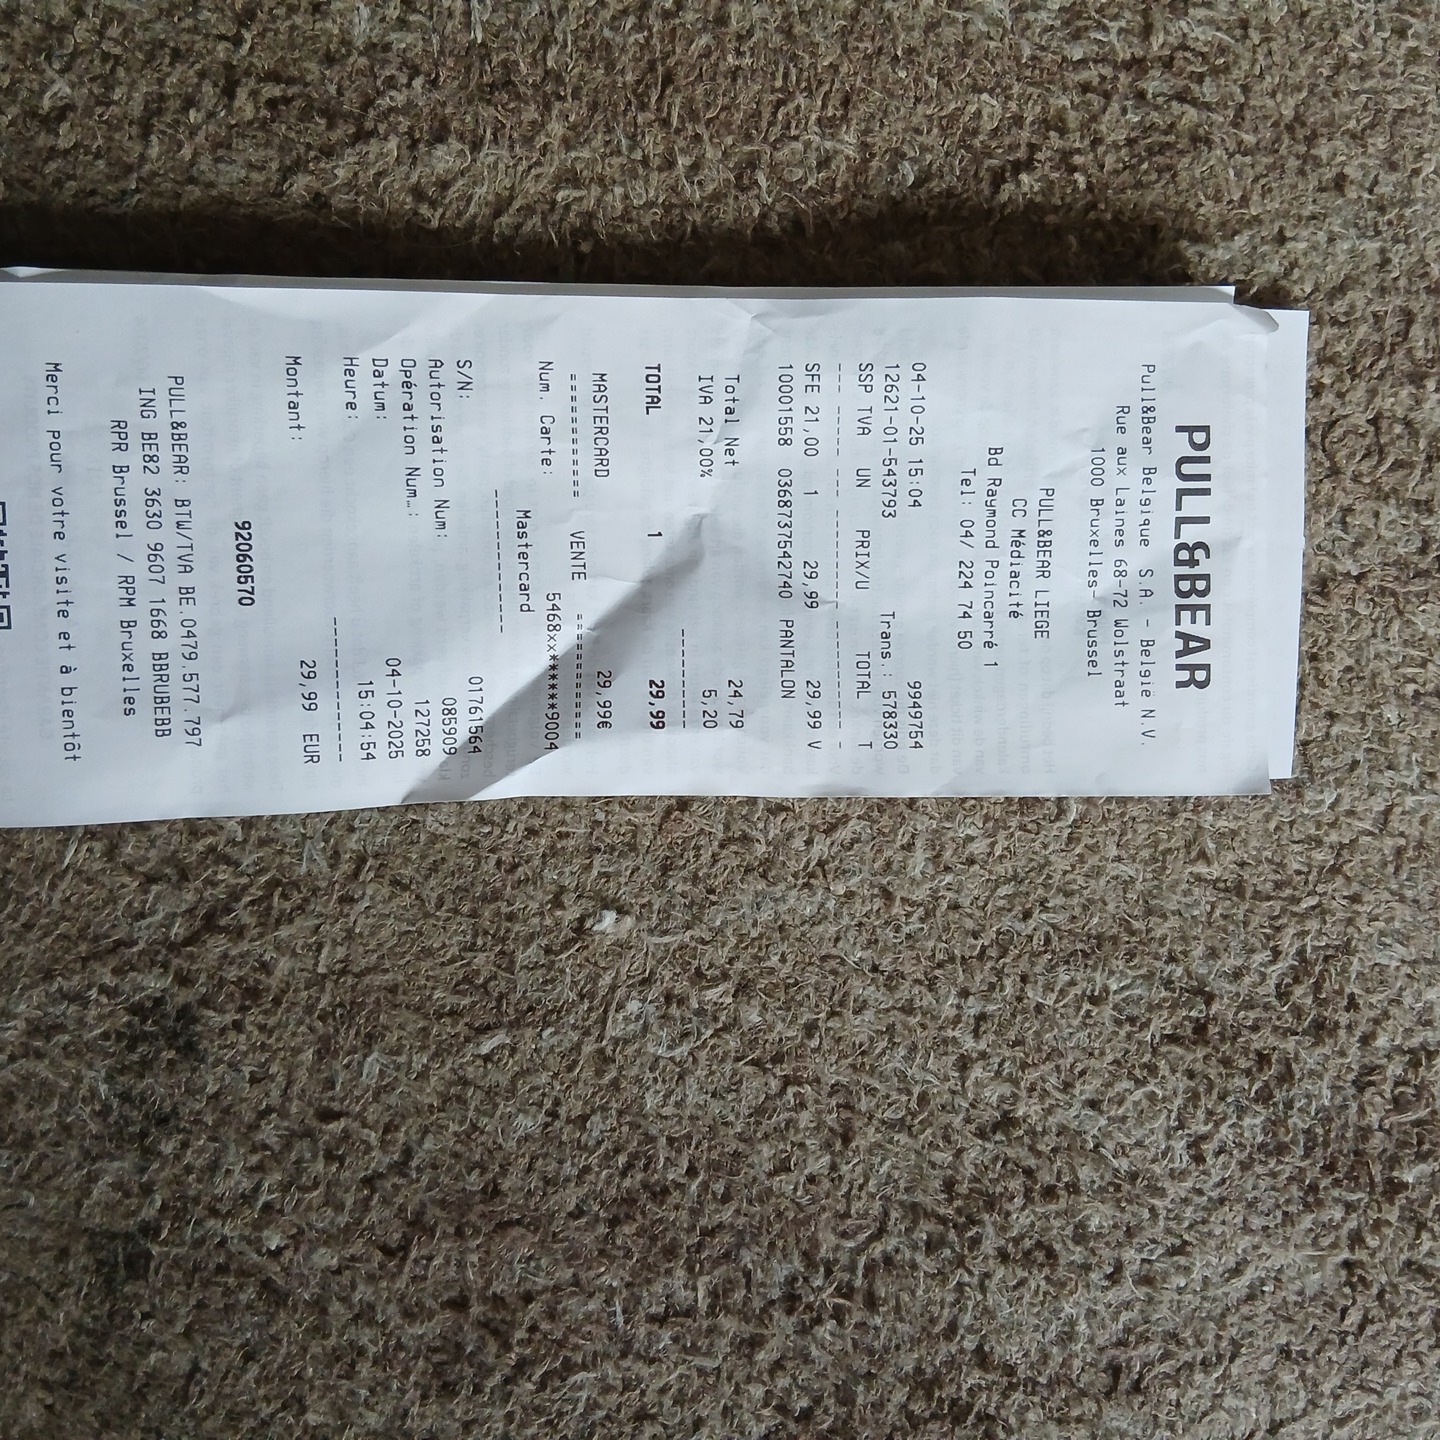 PULL&BEAR
Pull&Bear Belgique S.A. - België N.V.
Rue aux Laines 68-72 Wolstraat
1000 Bruxelles- Brussel
PULL&BEAR LIEGE
CC Médiacité
Bd Raymond Poincarré 1
Tel: 04/ 224 74 50
04-10-25 15:04 9949754
12621-01-543793 Trans.: 578330
SSP TVA UN PRIX/U TOTAL T
SFE 21,00 1 29,99 29,99 V
10001558 0368737542740 PANTALON
Total Net 24,79
IVA 21,00% 5,20
TOTAL 1 29,99
MASTERCARD 29,99€
=========== VENTE ===========
Num. Carte: 5468xx******9004
Mastercard
S/N: 01761564
Autorisation Num: 085909
Opération Num…: 127258
Datum: 04-10-2025
Heure: 15:04:54
Montant: 29,99 EUR
92060570
PULL&BEAR: BTW/TVA BE.0479.577.797
ING BE82 3630 9607 1668 BBRUBEBB
RPR Brussel / RPM Bruxelles
Merci pour votre visite et à bientôt